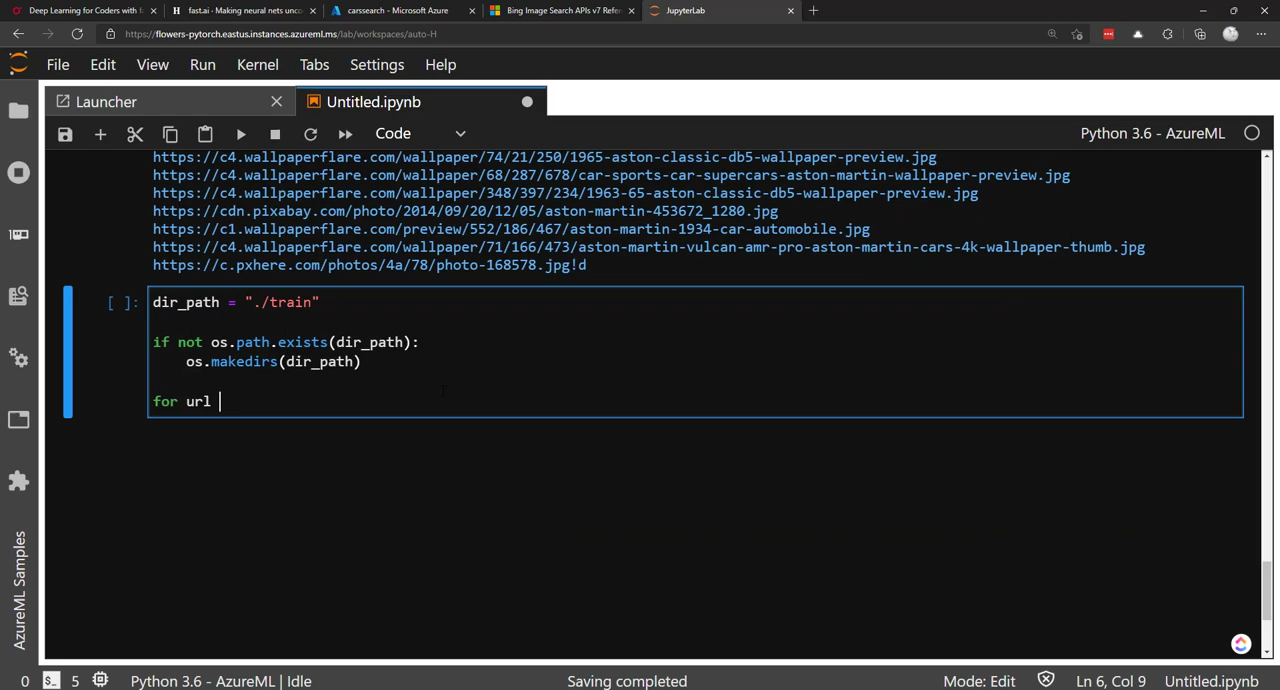 Deep Learning for Coders with fa
fast.ai · Making neural nets unco
carssearch - Microsoft Azure
Bing Image Search APIs v7 Refer
JupyterLab
https://flowers-pytorch.eastus.instances.azureml.ms/lab/workspaces/auto-H
File Edit View Run Kernel Tabs Settings Help
Launcher
Untitled.ipynb
Code
Python 3.6 - AzureML
https://c4.wallpaperflare.com/wallpaper/74/21/250/1965-aston-classic-db5-wallpaper-preview.jpg
https://c4.wallpaperflare.com/wallpaper/68/287/678/car-sports-car-supercars-aston-martin-wallpaper-preview.jpg
https://c4.wallpaperflare.com/wallpaper/348/397/234/1963-65-aston-classic-db5-wallpaper-preview.jpg
https://cdn.pixabay.com/photo/2014/09/20/12/05/aston-martin-453672_1280.jpg
https://c1.wallpaperflare.com/preview/552/186/467/aston-martin-1934-car-automobile.jpg
https://c4.wallpaperflare.com/wallpaper/71/166/473/aston-martin-vulcan-amr-pro-aston-martin-cars-4k-wallpaper-thumb.jpg
https://c.pxhere.com/photos/4a/78/photo-168578.jpg!d
[ ]: dir_path = "./train"
if not os.path.exists(dir_path):
os.makedirs(dir_path)
for url
AzureML Samples
0 $_ 5 Python 3.6 - AzureML | Idle
Saving completed
Mode: Edit
Ln 6, Col 9
Untitled.ipynb